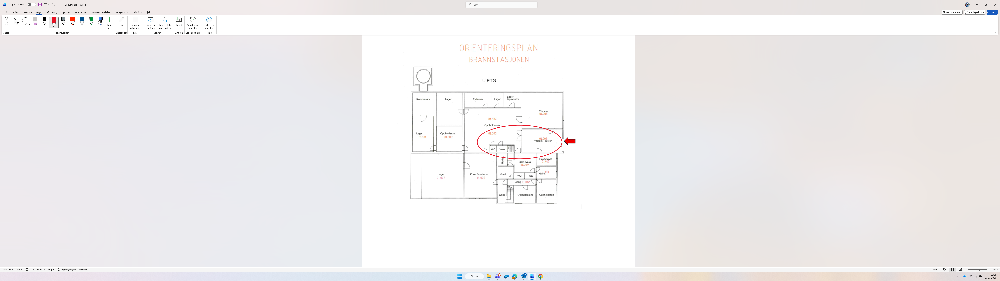 Lagre automatisk
Dokument2 - Word
Søk
Fil Hjem Sett inn Tegn Utforming Oppsett Referanser Masseutsendelser Se gjennom Visning Hjelp 360°
Kommentarer Redigering Del
Legg til
Linjal
Formater bakgrunn
Håndskrift til figur
Håndskrift til matematikk
Lerret
Avspilling av håndskrift
Hjelp med håndskrift
Angre Tegneverktøy Sjablonger Rediger Konverter Sett inn Spill av på nytt Hjelp
ORIENTERINGSPLAN
BRANNSTASJONEN
U ETG
Kompressor
Lager
Fyllerom
Lager
Lager
legekontor
Trimrom
01.005
01.004
Oppholdsrom
01.003
Lager
01.001
Oppholdsrom
01.002
01.006
Fyllerom - pulver
WC
Vask
Badstu
Gard./vask
01.009
Hovedtavle
01.010
01.011
Gard.
Lager
01.007
Kurs- / møterom
01.008
Gard.
WC
WC
Gang 01.012
Gang
Oppholdsrom
Oppholdsrom
Side 5 av 5 0 ord Tekstforutsigelser: på Tilgjengelighet: Undersøk
Fokus
176 %
Søk
10:28
02.03.2026